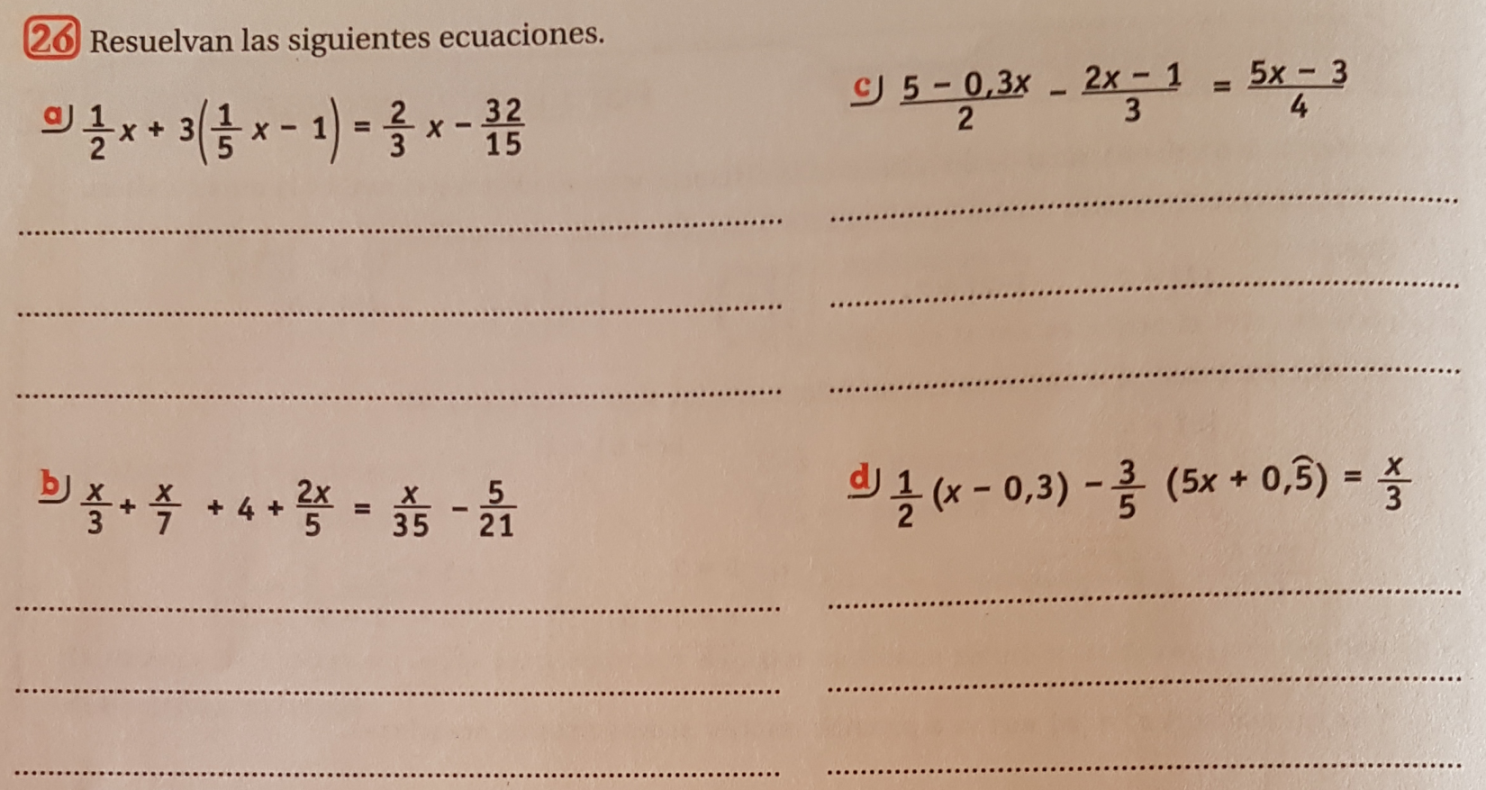 26 Resuelvan las siguientes ecuaciones.
a) 1/2 x + 3(1/5 x - 1) = 2/3 x - 32/15
b) x/3 + x/7 + 4 + 2x/5 = x/35 - 5/21
c) (5 - 0,3x)/2 - (2x - 1)/3 = (5x - 3)/4
d) 1/2 (x - 0,3) - 3/5 (5x + 0,5̑) = x/3